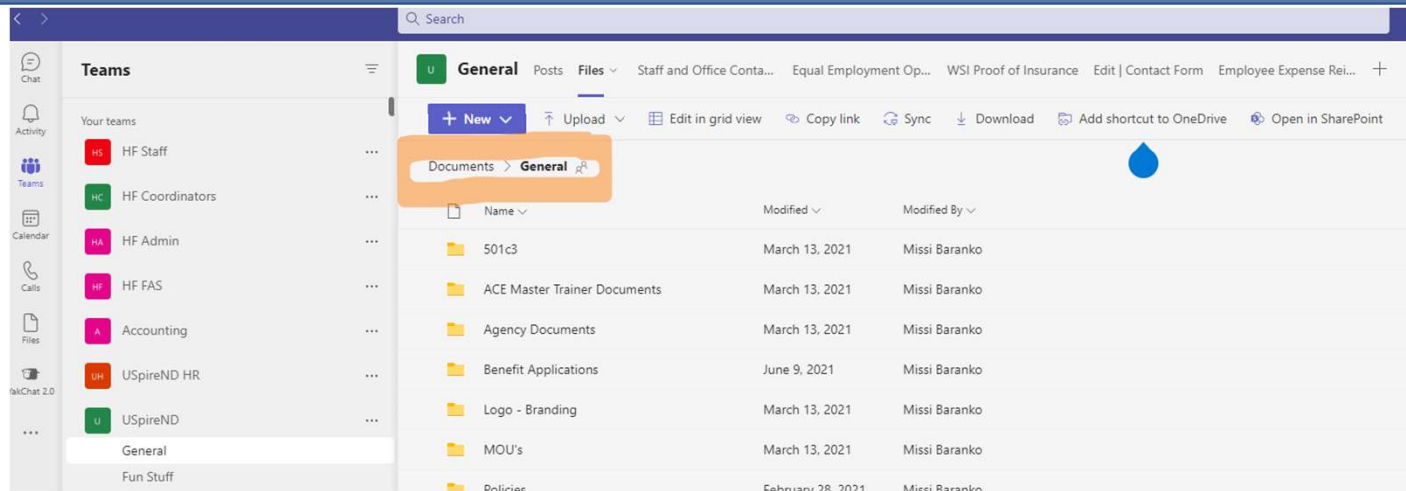 Search
Chat
Activity
Teams
Calendar
Calls
Files
akChat 2.0
Teams
Your teams
HS HF Staff
HC HF Coordinators
HA HF Admin
HF HF FAS
A Accounting
UH USpireND HR
U USpireND
General
Fun Stuff
U General Posts Files Staff and Office Conta... Equal Employment Op... WSI Proof of Insurance Edit | Contact Form Employee Expense Rei...
New Upload Edit in grid view Copy link Sync Download Add shortcut to OneDrive Open in SharePoint
Documents > General
Name Modified Modified By
501c3 March 13, 2021 Missi Baranko
ACE Master Trainer Documents March 13, 2021 Missi Baranko
Agency Documents March 13, 2021 Missi Baranko
Benefit Applications June 9, 2021 Missi Baranko
Logo - Branding March 13, 2021 Missi Baranko
MOU's March 13, 2021 Missi Baranko
Policies February 28, 2021 Missi Baranko